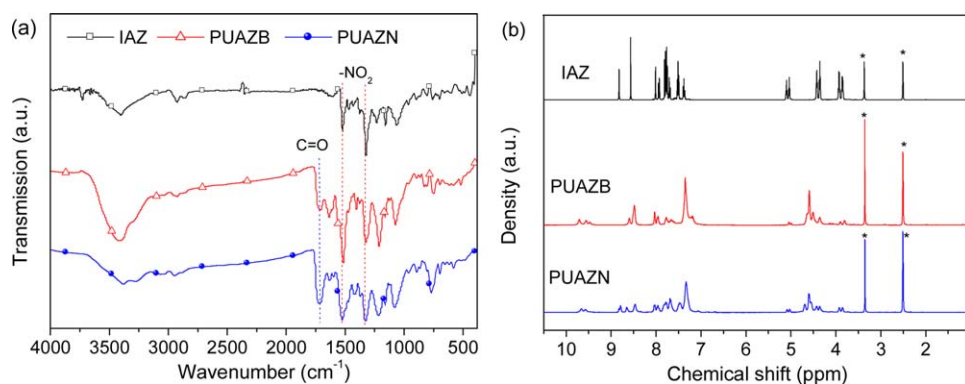 (a)
IAZ PUAZB PUAZN
-NO₂
C=O
Transmission (a.u.)
4000 3500 3000 2500 2000 1500 1000 500
Wavenumber (cm⁻¹)
(b)
IAZ
* *
PUAZB
* *
PUAZN
* *
Density (a.u.)
10 9 8 7 6 5 4 3 2
Chemical shift (ppm)